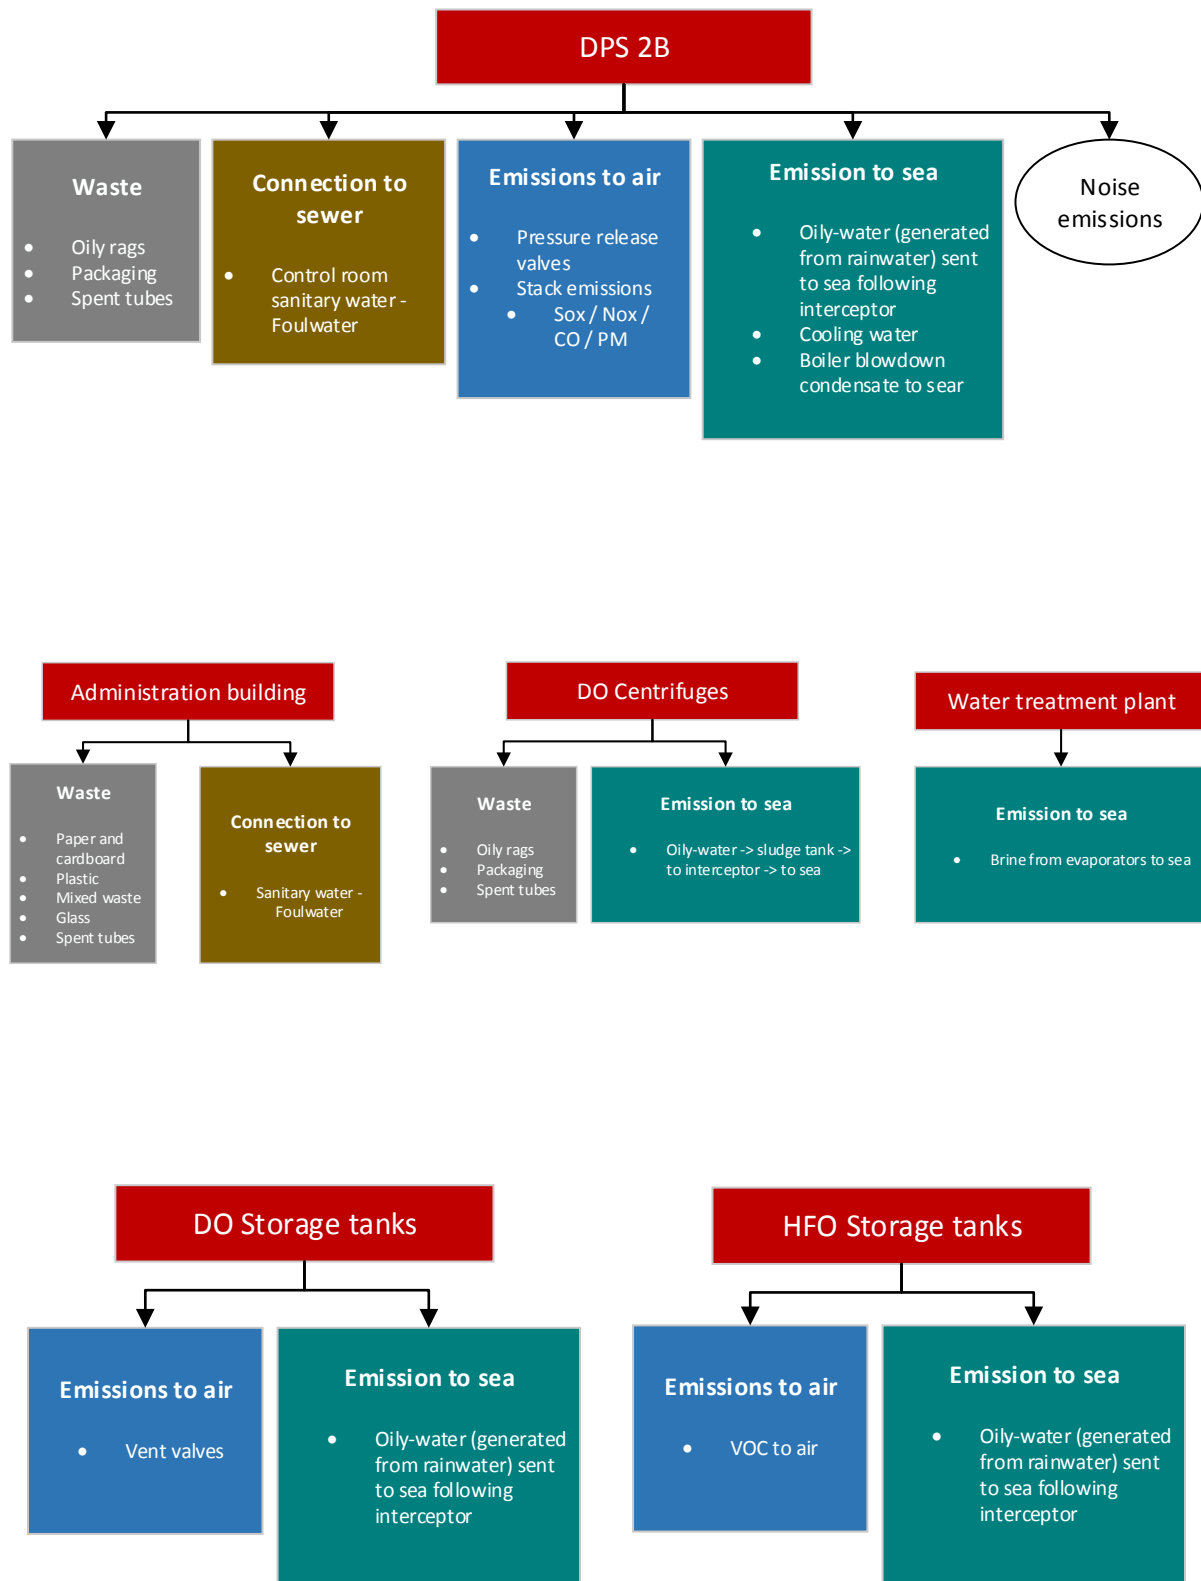 DPS 2B
Waste
• Oily rags
• Packaging
• Spent tubes
Connection to
sewer
• Control room
sanitary water -
Foulwater
Emissions to air
• Pressure release
valves
• Stack emissions
• Sox / Nox /
CO / PM
Emission to sea
• Oily-water (generated
from rainwater) sent
to sea following
interceptor
• Cooling water
• Boiler blowdown
condensate to sear
Noise
emissions
Administration building
Waste
• Paper and
cardboard
• Plastic
• Mixed waste
• Glass
• Spent tubes
Connection to
sewer
• Sanitary water -
Foulwater
DO Centrifuges
Waste
• Oily rags
• Packaging
• Spent tubes
Emission to sea
• Oily-water -> sludge tank ->
to interceptor -> to sea
Water treatment plant
Emission to sea
• Brine from evaporators to sea
DO Storage tanks
Emissions to air
• Vent valves
Emission to sea
• Oily-water (generated
from rainwater) sent
to sea following
interceptor
HFO Storage tanks
Emissions to air
• VOC to air
Emission to sea
• Oily-water (generated
from rainwater) sent
to sea following
interceptor